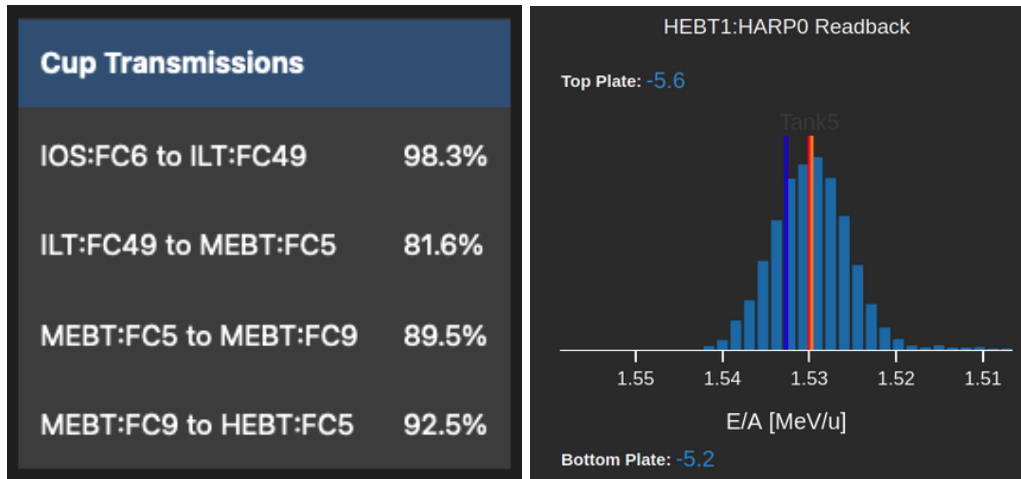 Cup Transmissions
IOS:FC6 to ILT:FC49 98.3%
ILT:FC49 to MEBT:FC5 81.6%
MEBT:FC5 to MEBT:FC9 89.5%
MEBT:FC9 to HEBT:FC5 92.5%
HEBT1:HARP0 Readback
Top Plate: -5.6
Tank5
1.55 1.54 1.53 1.52 1.51
E/A [MeV/u]
Bottom Plate: -5.2